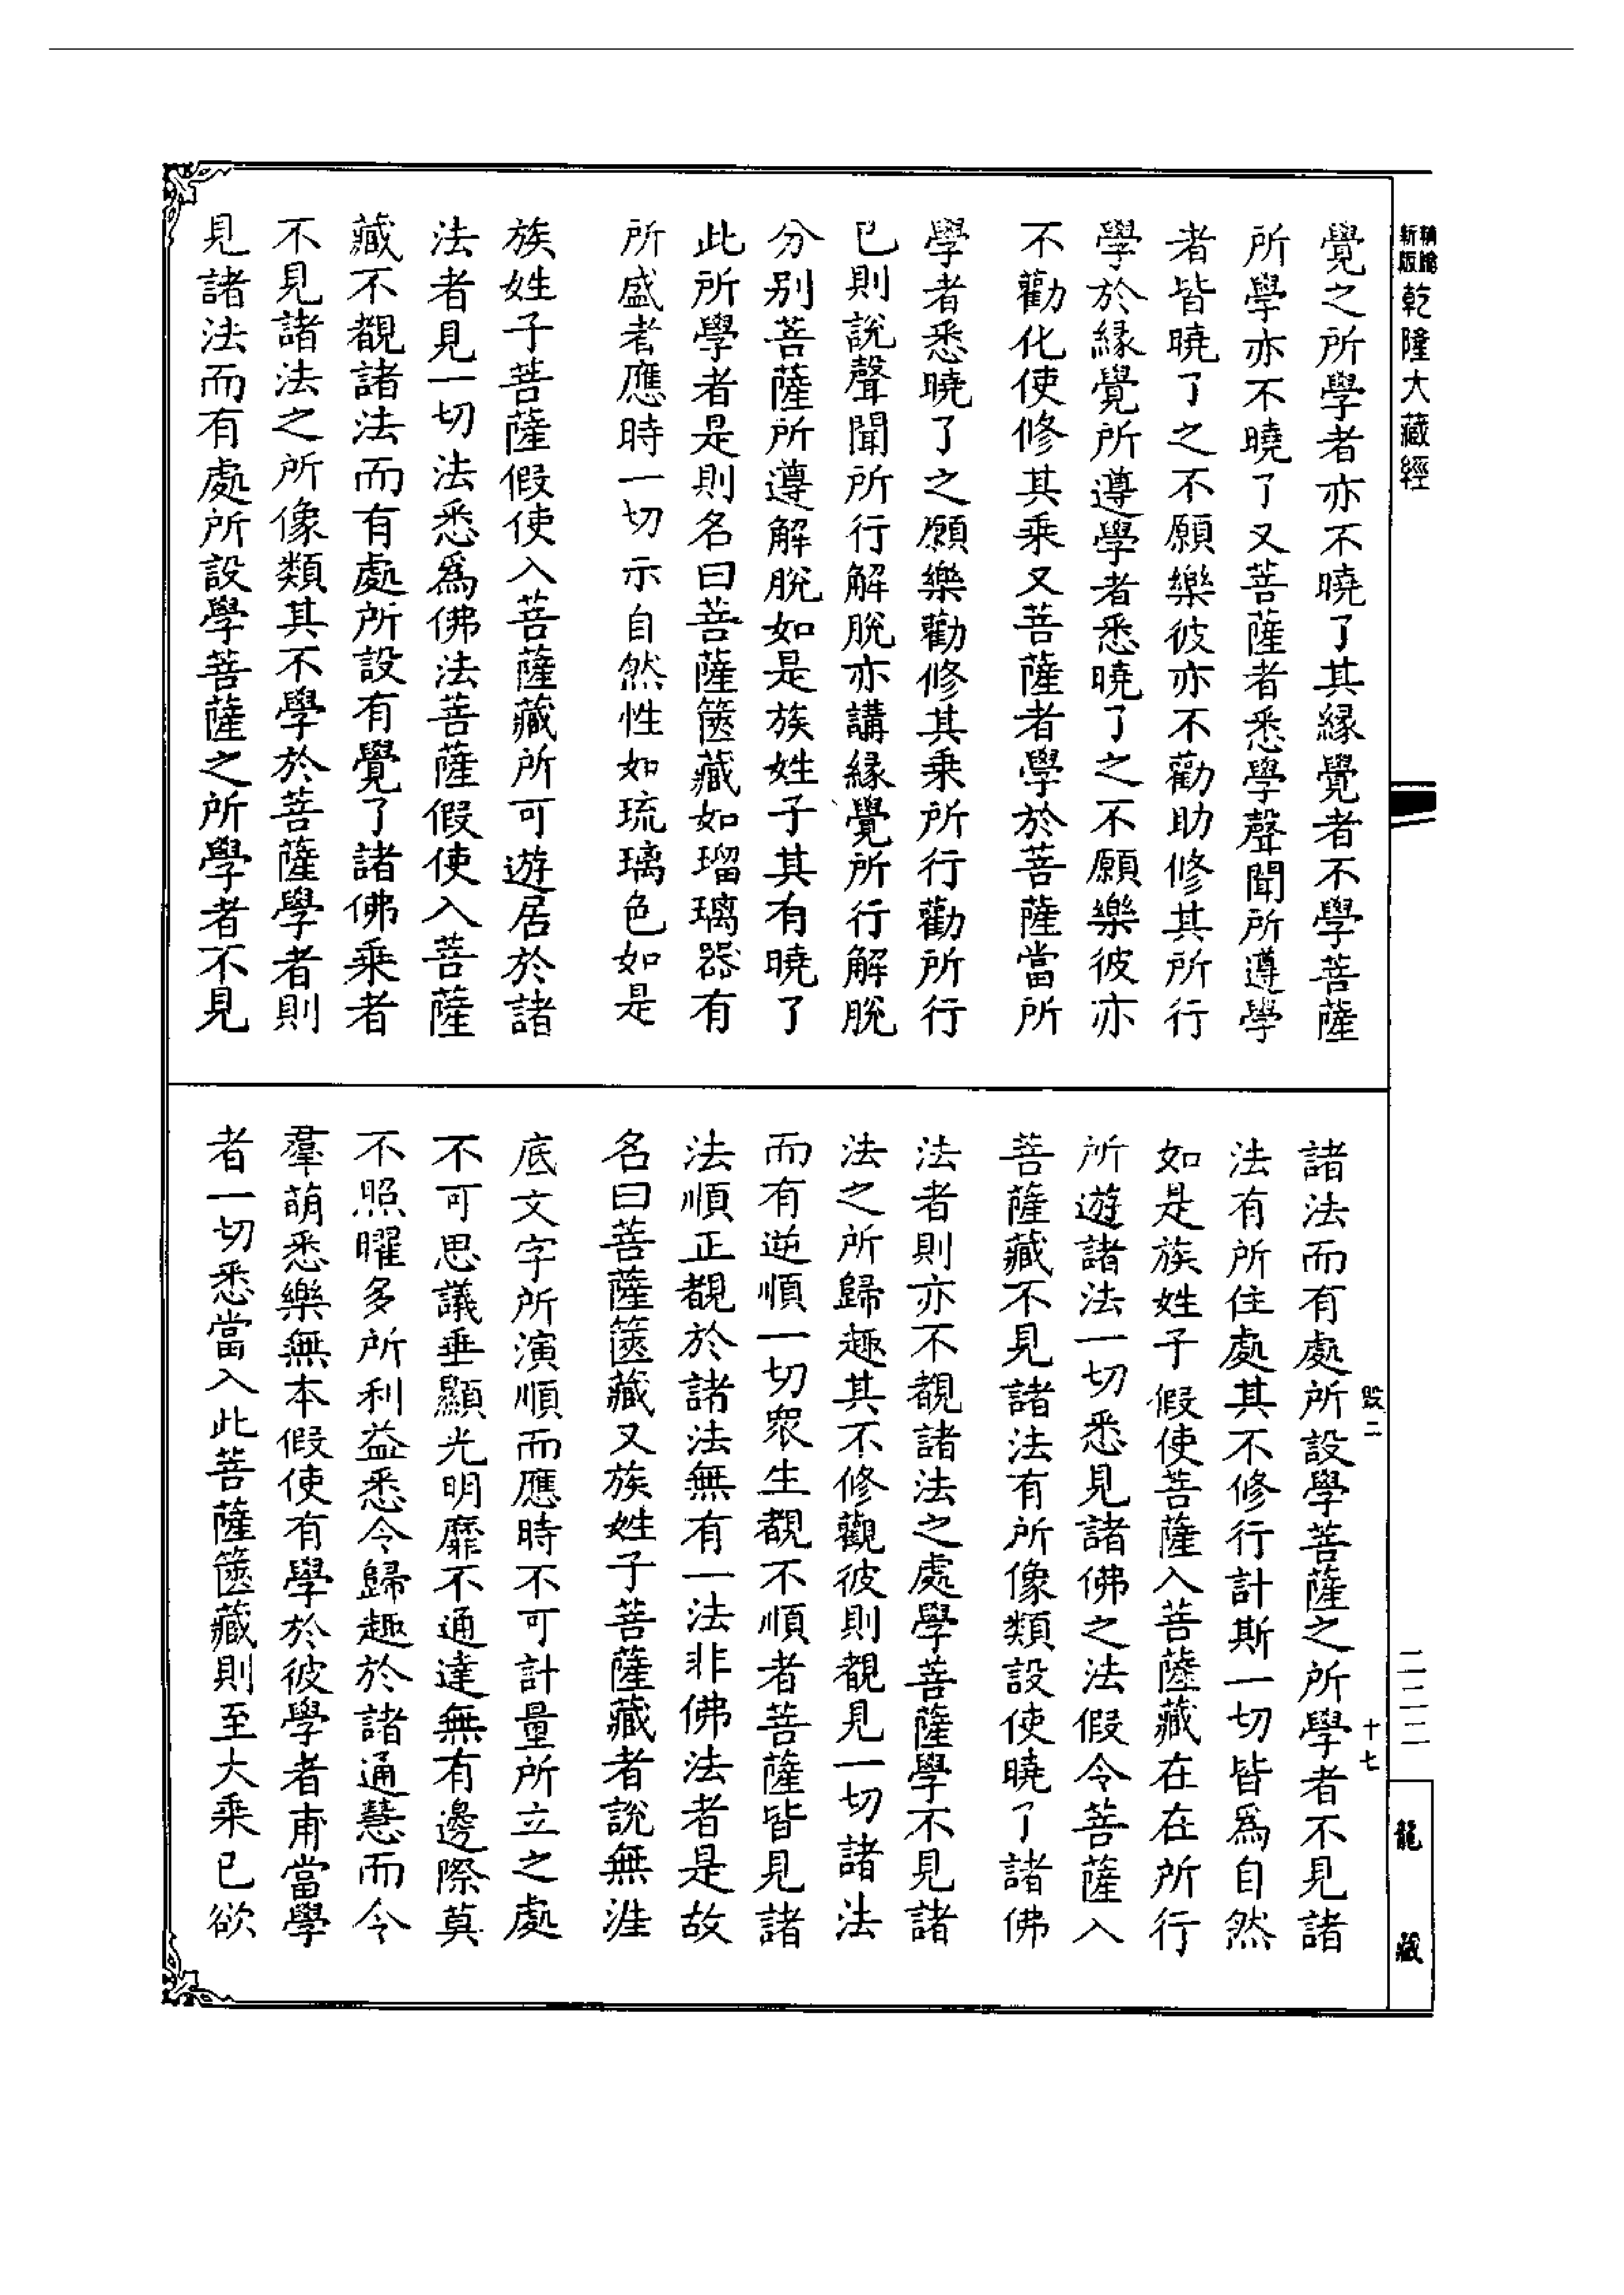 新版精縮乾隆大藏經
覺之所學者亦不曉了其緣覺者不學菩薩
所學亦不曉了又菩薩者悉學聲聞所遵學
者皆曉了之不願樂彼亦不勸助修其所行
學於緣覺所遵學者悉曉了之不願樂彼亦
不勸化使修其乘又菩薩者學於菩薩當所
學者悉曉了之願樂勸修其乘所行勸所行
已則說聲聞所行解脫亦講緣覺所行解脫
分別菩薩所遵解脫如是族姓子其有曉了
此所學者是則名曰菩薩篋藏如瑠璃器有
所盛者應時一切示自然性如琉璃色如是
族姓子菩薩假使入菩薩藏所可遊居於諸
法者見一切法悉為佛法菩薩假使入菩薩
藏不覩諸法而有處所設有覺了諸佛乘者
不見諸法之所像類其不學於菩薩學者則
見諸法而有處所設學菩薩之所學者不見
諸法而有處所設學菩薩之所學者不見諸
法有所住處其不修行計斯一切皆為自然
如是族姓子假使菩薩入菩薩藏在在所行
所遊諸法一切悉見諸佛之法假令菩薩入
菩薩藏不見諸法有所像類設使曉了諸佛
法者則亦不覩諸法之處學菩薩學不見諸
法之所歸趣其不修觀彼則覩見一切諸法
而有逆順一切衆生覩不順者菩薩皆見諸
法順正覩於諸法無有一法非佛法者是故
名曰菩薩篋藏又族姓子菩薩藏者說無涯
底文字所演順而應時不可計量所立之處
不可思議垂顯光明靡不通達無有邊際莫
不照曜多所利益悉令歸趣於諸通慧而令
羣萌悉樂無本假使有學於彼學者甫當學
者一切悉當入此菩薩篋藏則至大乘已欲
毀二
十七
二二二
龍藏